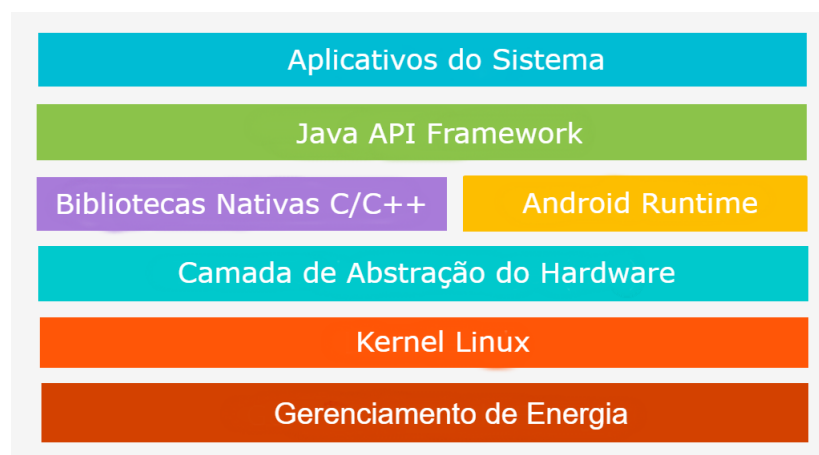 Aplicativos do Sistema
Java API Framework
Bibliotecas Nativas C/C++
Android Runtime
Camada de Abstração do Hardware
Kernel Linux
Gerenciamento de Energia